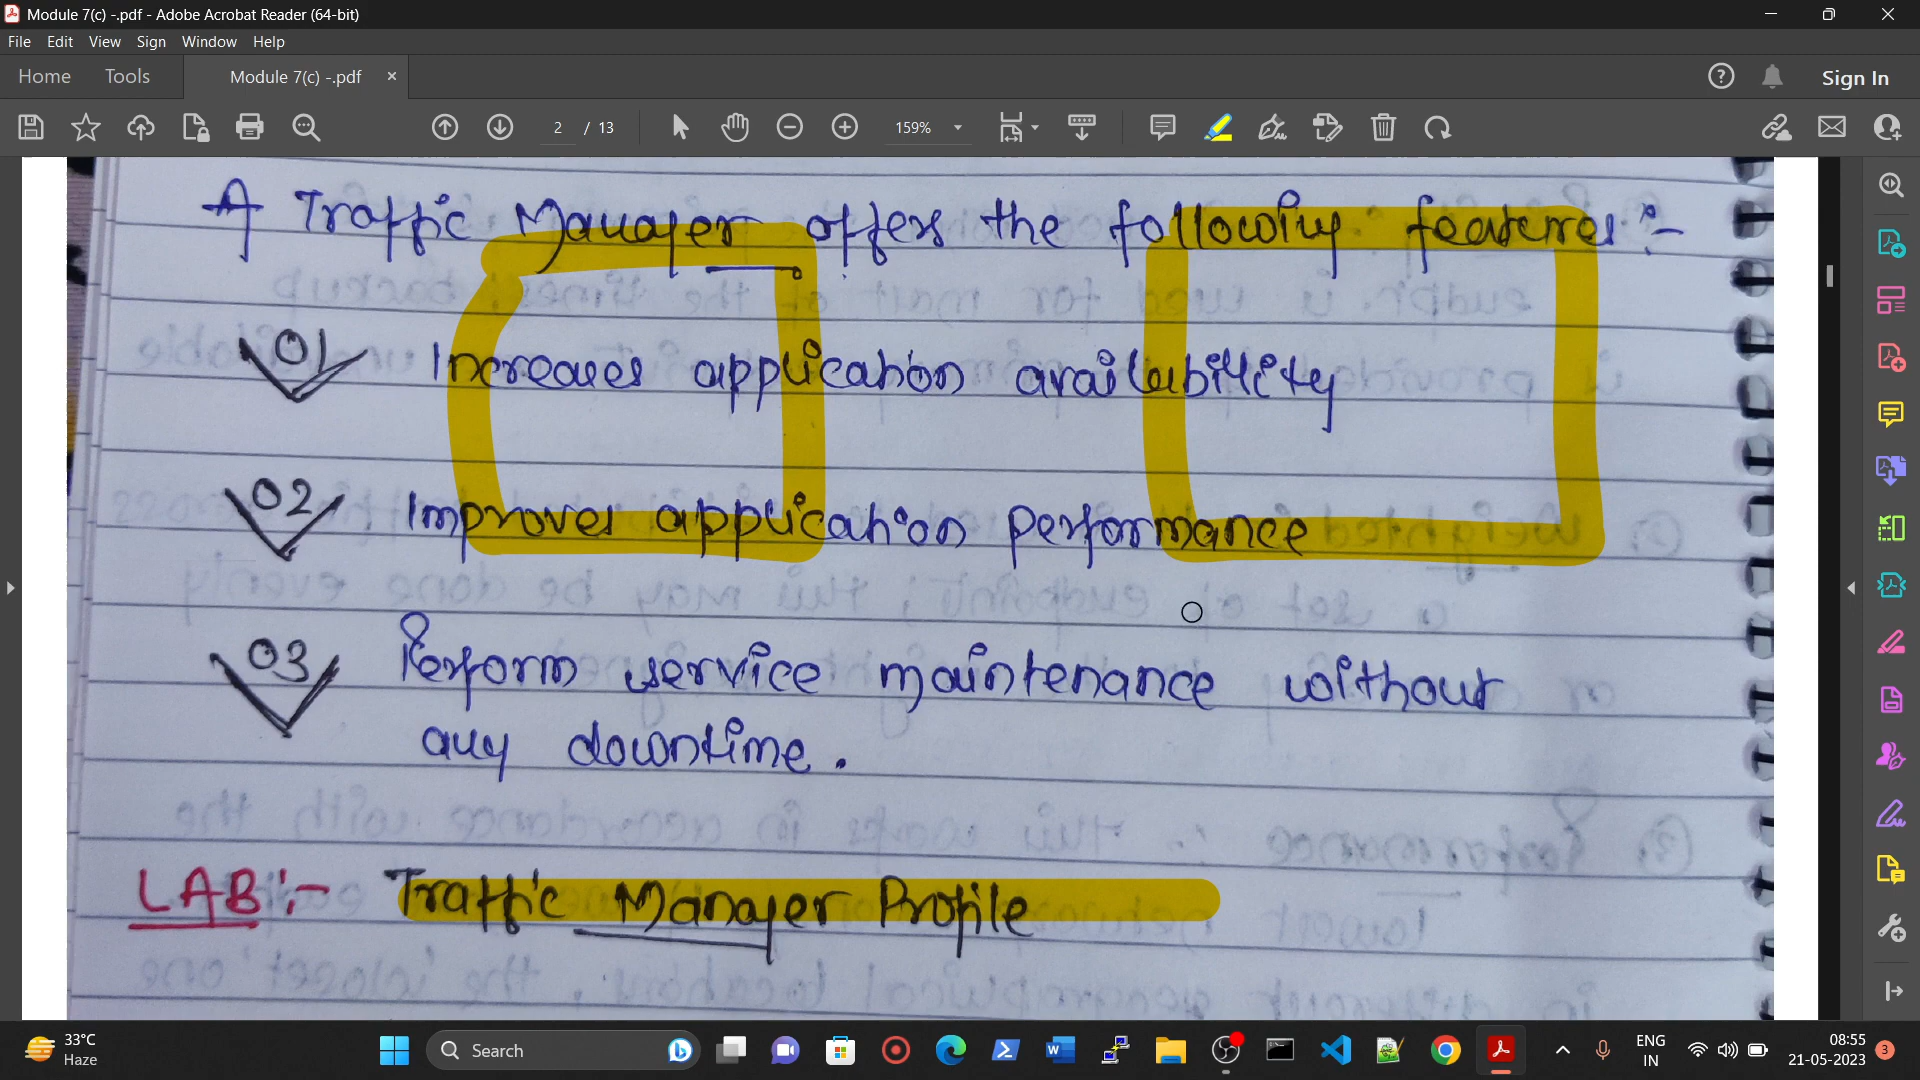 Module 7(c) -.pdf - Adobe Acrobat Reader (64-bit)
File Edit View Sign Window Help
Home Tools Module 7(c) -.pdf × Sign In
2 / 13 159%
A Traffic Manager offers the following features :-
01 Increases application availability
02 Improves application performance
03 Perform service maintenance without
any downtime.
LAB :- Traffic Manager Profile
33°C
Haze
Search
ENG
IN
08:55
21-05-2023
3